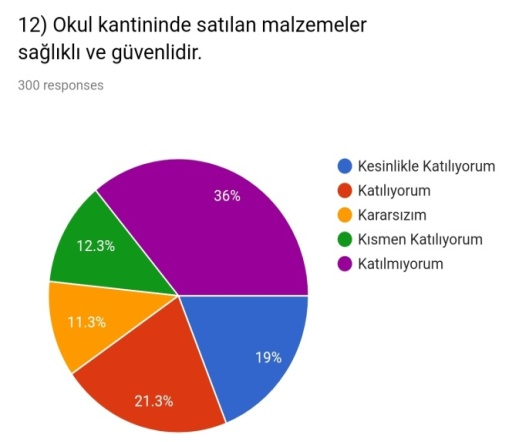 12) Okul kantininde satılan malzemeler
sağlıklı ve güvenlidir.
300 responses
36%
12.3%
11.3%
21.3%
19%
Kesinlikle Katılıyorum
Katılıyorum
Kararsızım
Kısmen Katılıyorum
Katılmıyorum